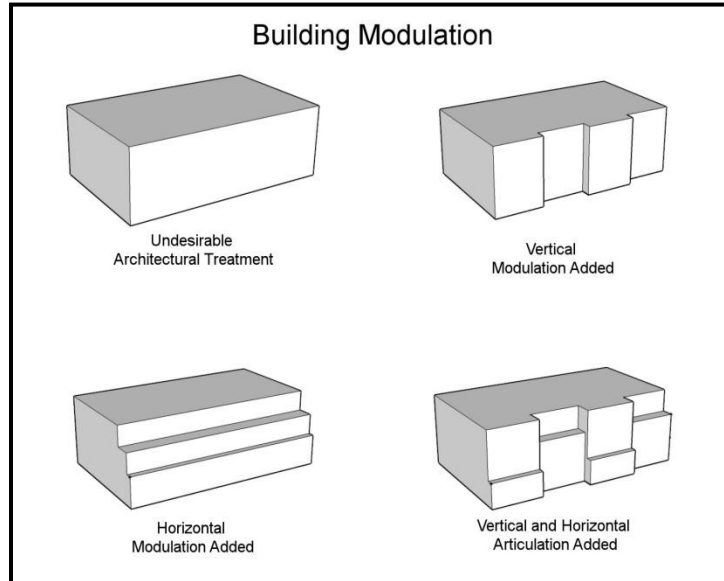 Building Modulation
Undesirable
Architectural Treatment
Vertical
Modulation Added
Horizontal
Modulation Added
Vertical and Horizontal
Articulation Added